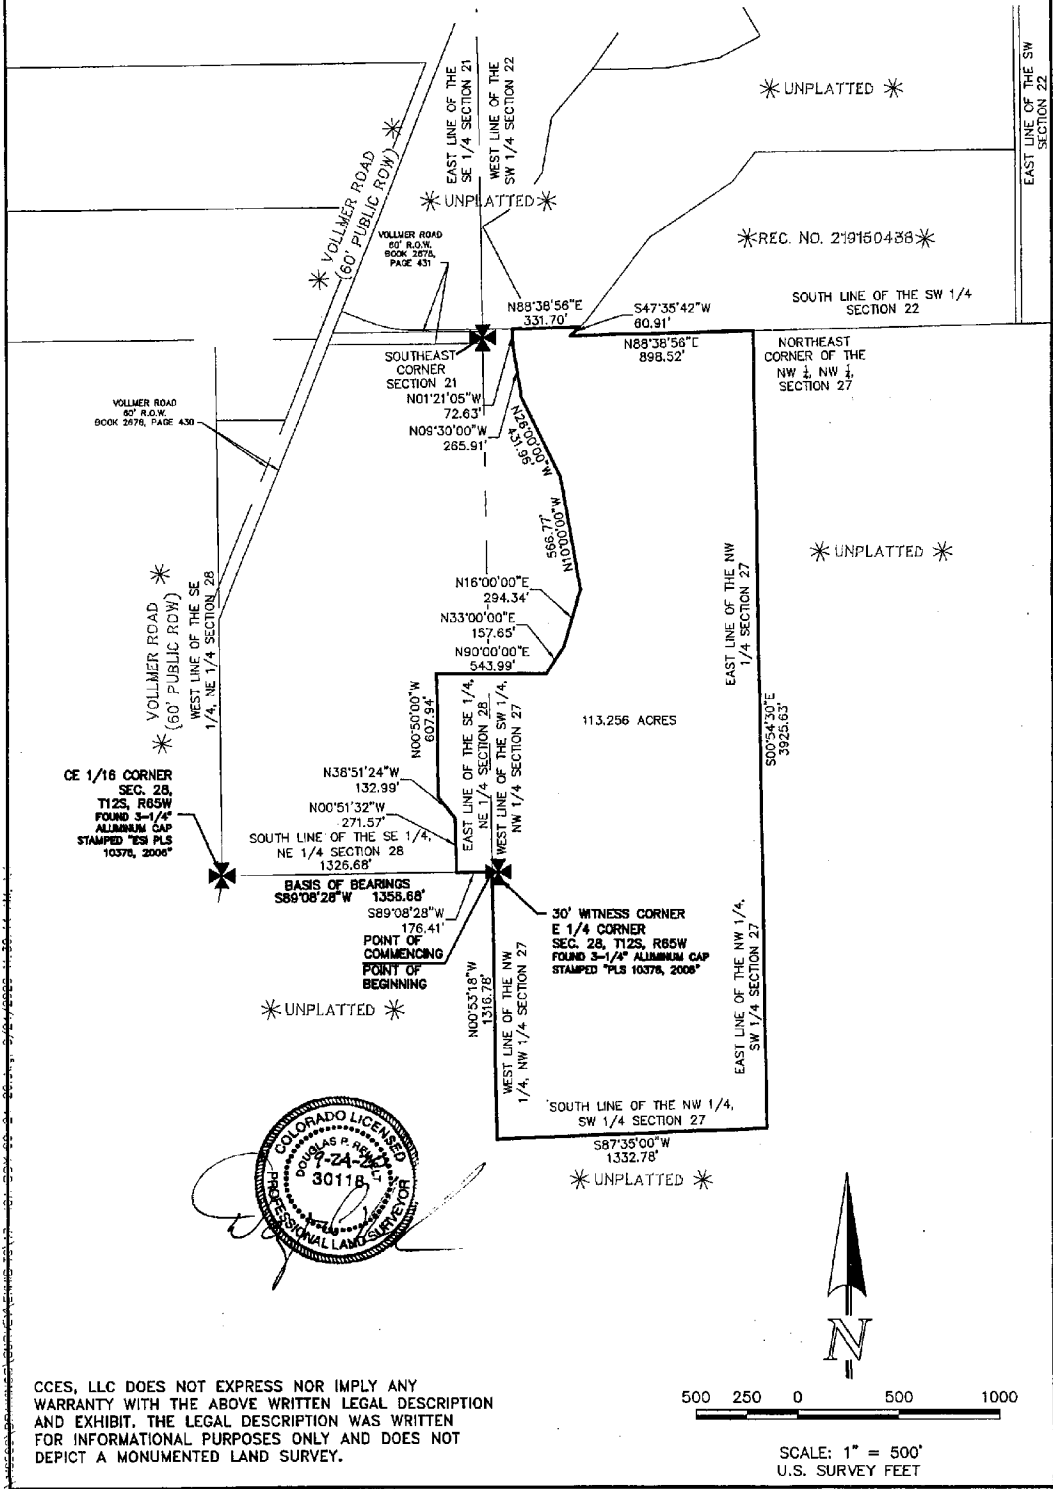 EAST LINE OF THE
SE 1/4 SECTION 21
WEST LINE OF THE
SW 1/4 SECTION 22
UNPLATTED
EAST LINE OF THE SW
SECTION 22
VOLLMER ROAD
(60' PUBLIC ROW)
UNPLATTED
VOLLMER ROAD
60' R.O.W.
BOOK 2678,
PAGE 431
REC. NO. 219150438
SOUTH LINE OF THE SW 1/4
SECTION 22
N88°38'56"E
331.70'
S47°35'42"W
60.91'
N88°38'56"E
898.52'
NORTHEAST
CORNER OF THE
NW ¼, NW ¼,
SECTION 27
SOUTHEAST
CORNER
SECTION 21
N01°21'05"W
72.63'
N09°30'00"W
265.91'
N26°00'00"W
431.96'
VOLLMER ROAD
60' R.O.W.
BOOK 2678, PAGE 430
566.77'
N10°00'00"W
UNPLATTED
EAST LINE OF THE NW
1/4 SECTION 27
N16°00'00"E
294.34'
N33°00'00"E
157.65'
N90°00'00"E
543.99'
VOLLMER ROAD
(60' PUBLIC ROW)
WEST LINE OF THE SE
1/4, NE 1/4 SECTION 28
N00°50'00"W
607.94'
EAST LINE OF THE SE 1/4,
NE 1/4 SECTION 28
WEST LINE OF THE SW 1/4,
NW 1/4 SECTION 27
113.256 ACRES
S00°54'30"E
3925.63'
CE 1/16 CORNER
SEC. 28,
T12S, R65W
FOUND 3-1/4"
ALUMINUM CAP
STAMPED "ESI PLS
10376, 2006"
N38°51'24"W
132.99'
N00°51'32"W
271.57'
SOUTH LINE OF THE SE 1/4,
NE 1/4 SECTION 28
1326.68'
BASIS OF BEARINGS
S89°08'28"W 1356.68'
S89°08'28"W
176.41'
POINT OF
COMMENCING
POINT OF
BEGINNING
30' WITNESS CORNER
E 1/4 CORNER
SEC. 28, T12S, R65W
FOUND 3-1/4" ALUMINUM CAP
STAMPED "PLS 10376, 2006"
UNPLATTED
N00°53'18"W
1316.78'
WEST LINE OF THE NW
1/4, NW 1/4 SECTION 27
EAST LINE OF THE NW 1/4,
SW 1/4 SECTION 27
SOUTH LINE OF THE NW 1/4,
SW 1/4 SECTION 27
S87°35'00"W
1332.78'
UNPLATTED
COLORADO LICENSED
DOUGLAS P. REINELT
30118
PROFESSIONAL LAND SURVEYOR
N
CCES, LLC DOES NOT EXPRESS NOR IMPLY ANY
WARRANTY WITH THE ABOVE WRITTEN LEGAL DESCRIPTION
AND EXHIBIT. THE LEGAL DESCRIPTION WAS WRITTEN
FOR INFORMATIONAL PURPOSES ONLY AND DOES NOT
DEPICT A MONUMENTED LAND SURVEY.
500 250 0 500 1000
SCALE: 1" = 500'
U.S. SURVEY FEET